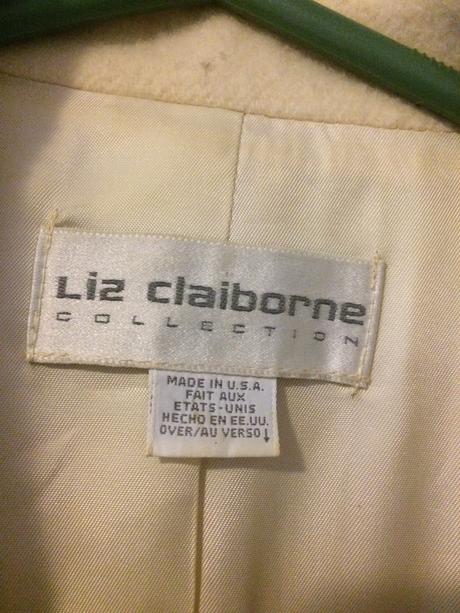 Liz claiborne
COLLECTION
MADE IN U.S.A.
FAIT AUX
ETATS-UNIS
HECHO EN EE.UU.
OVER/AU VERSO↓